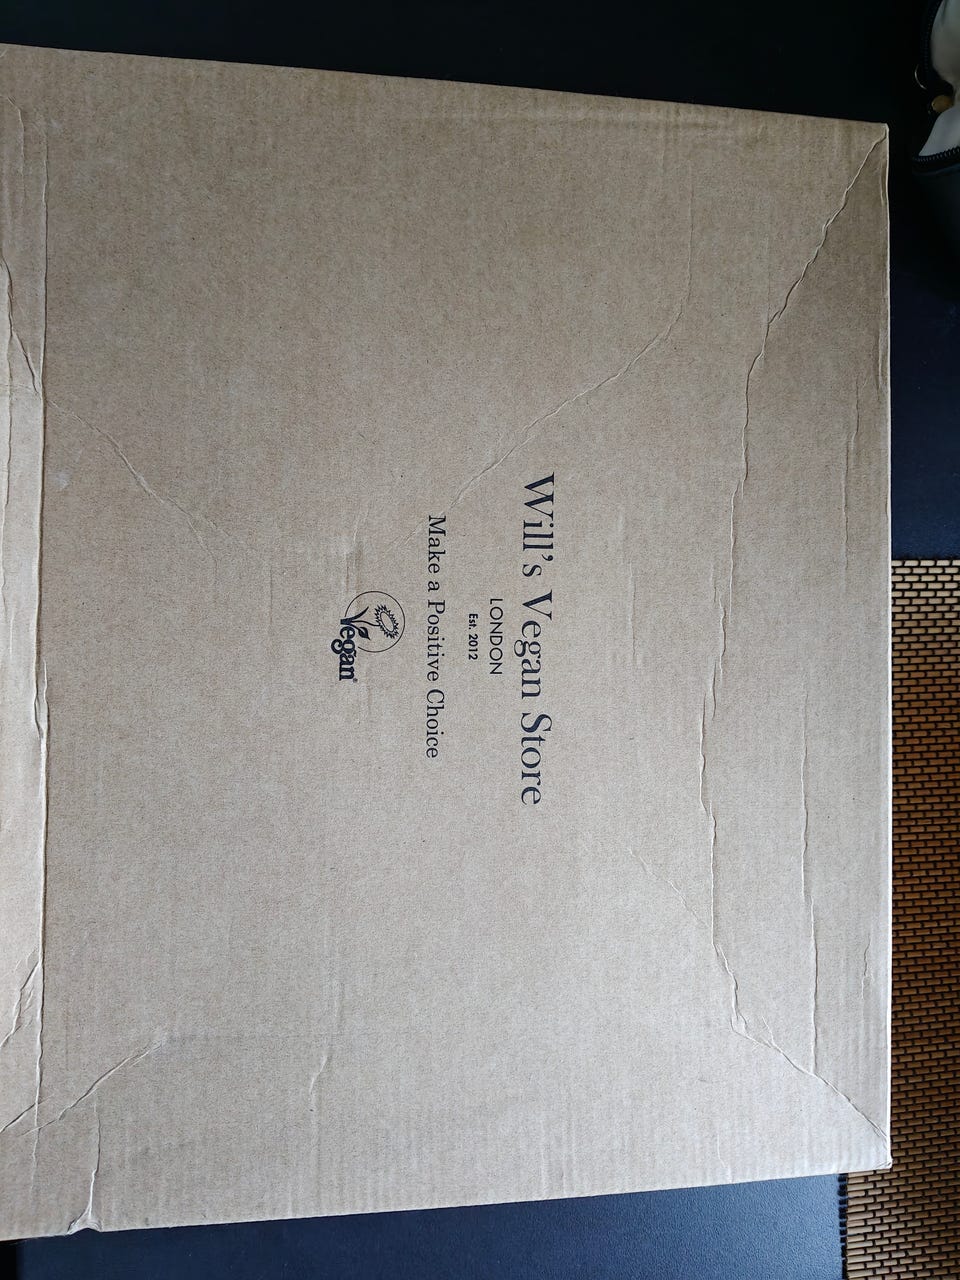 Will's Vegan Store
LONDON
Est. 2012
Make a Positive Choice
Vegan®